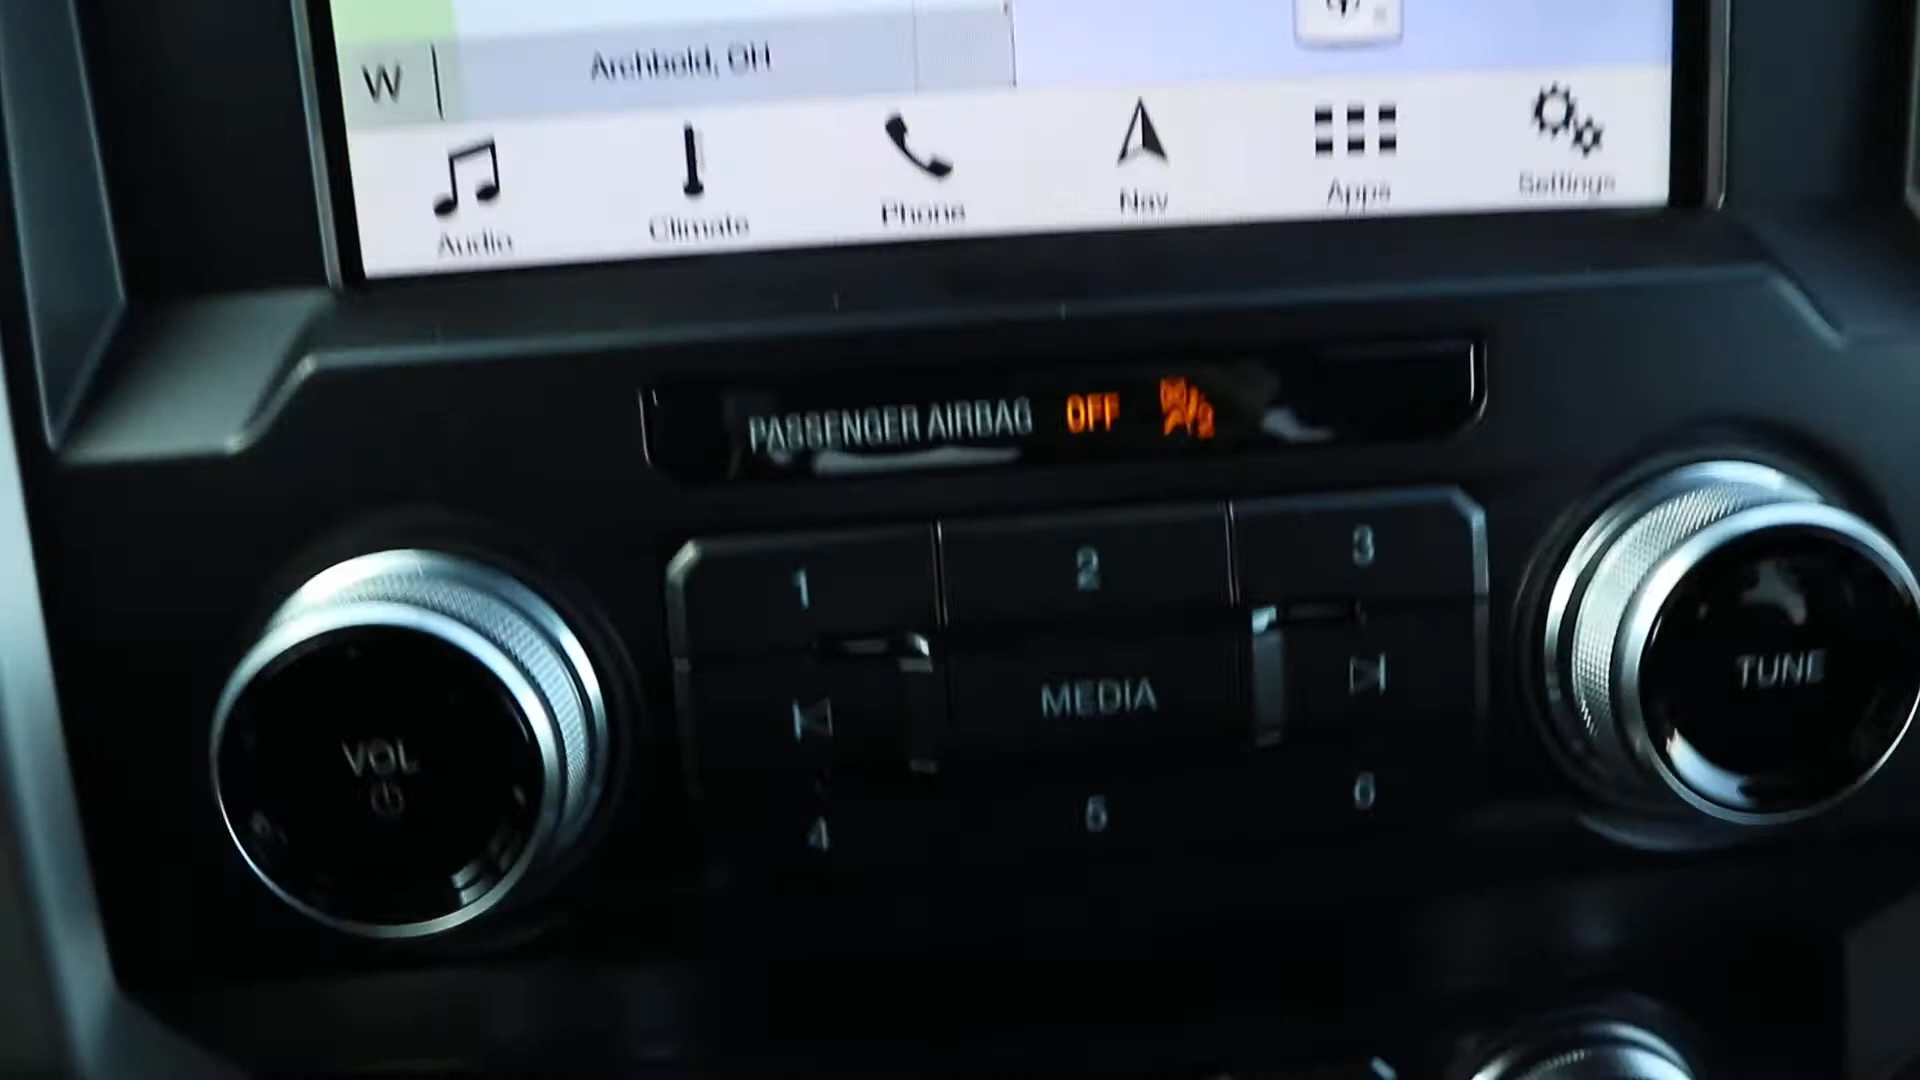 W
Archbold, OH
Audio Climate Phone Nav Apps Settings
PASSENGER AIRBAG OFF
1 2 3
VOL MEDIA TUNE
4 5 6